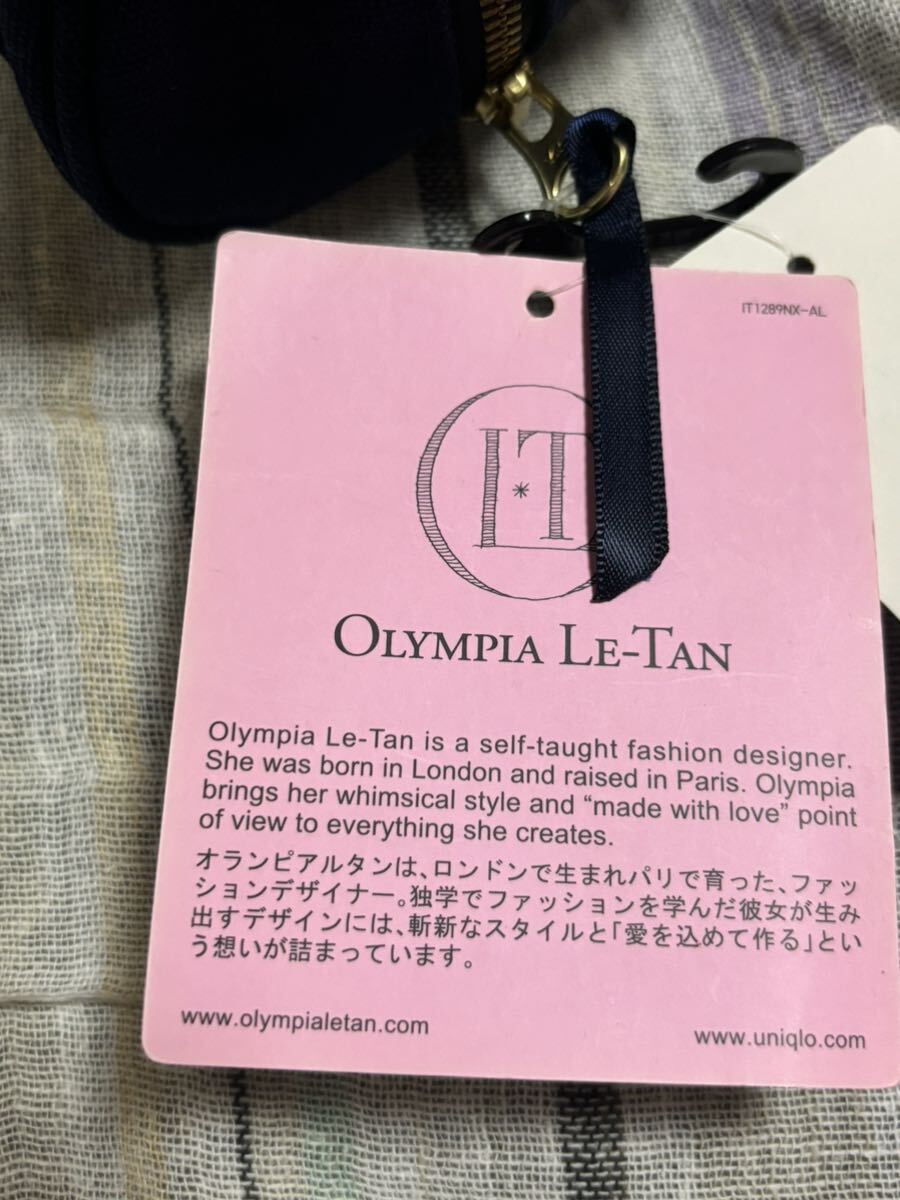 IT1289NX-AL
LT
OLYMPIA LE-TAN
Olympia Le-Tan is a self-taught fashion designer.
She was born in London and raised in Paris. Olympia
brings her whimsical style and “made with love” point
of view to everything she creates.
オランピアルタンは、ロンドンで生まれパリで育った、ファッ
ションデザイナー。独学でファッションを学んだ彼女が生み
出すデザインには、斬新なスタイルと「愛を込めて作る」とい
う想いが詰まっています。
www.olympialetan.com
www.uniqlo.com